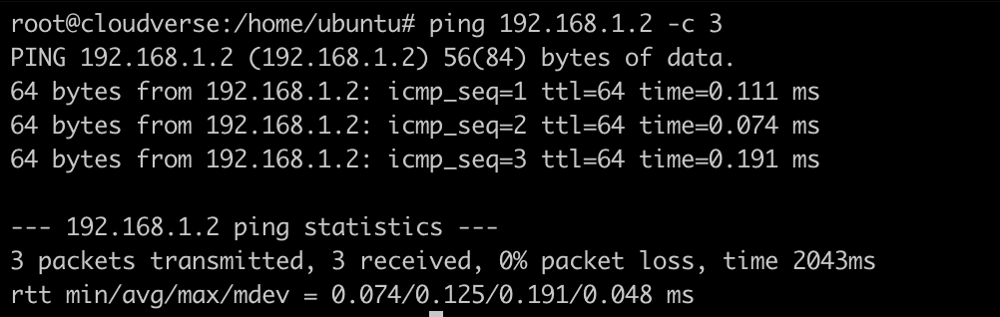 root@cloudverse:/home/ubuntu# ping 192.168.1.2 -c 3
PING 192.168.1.2 (192.168.1.2) 56(84) bytes of data.
64 bytes from 192.168.1.2: icmp_seq=1 ttl=64 time=0.111 ms
64 bytes from 192.168.1.2: icmp_seq=2 ttl=64 time=0.074 ms
64 bytes from 192.168.1.2: icmp_seq=3 ttl=64 time=0.191 ms
--- 192.168.1.2 ping statistics ---
3 packets transmitted, 3 received, 0% packet loss, time 2043ms
rtt min/avg/max/mdev = 0.074/0.125/0.191/0.048 ms